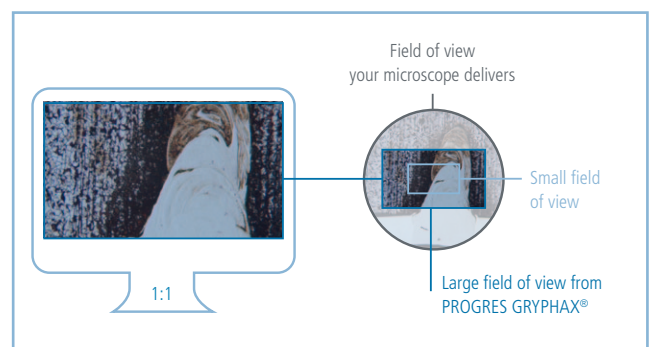 Field of view
your microscope delivers
Small field
of view
1:1
Large field of view from
PROGRES GRYPHAX®